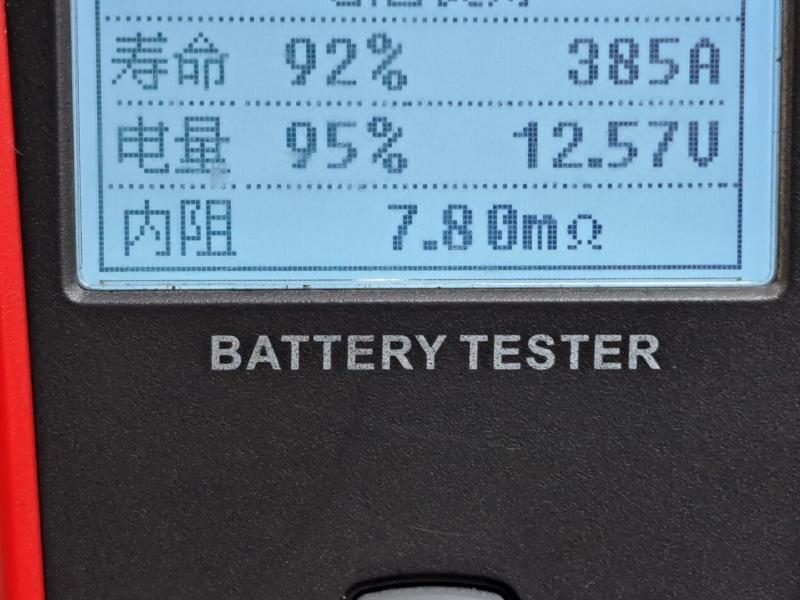 寿命 92% 385A
电量 95% 12.57V
内阻 7.80mΩ
BATTERY TESTER